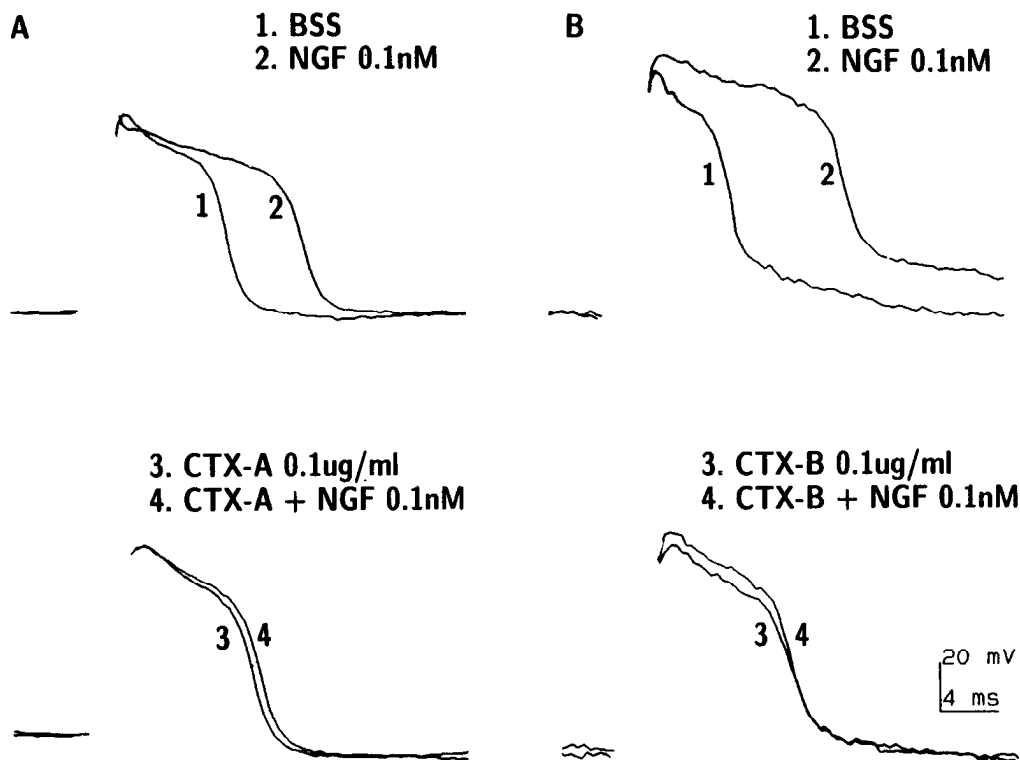 A
1. BSS
2. NGF 0.1nM
1
2
B
1. BSS
2. NGF 0.1nM
1
2
3. CTX-A 0.1ug/ml
4. CTX-A + NGF 0.1nM
3
4
3. CTX-B 0.1ug/ml
4. CTX-B + NGF 0.1nM
3
4
20 mV
4 ms